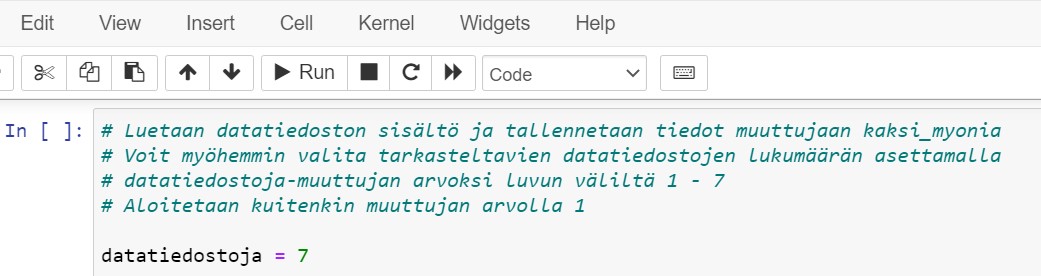 Edit View Insert Cell Kernel Widgets Help
Run Code
In [ ]: # Luetaan datatiedoston sisältö ja tallennetaan tiedot muuttujaan kaksi_myonia
# Voit myöhemmin valita tarkasteltavien datatiedostojen lukumäärän asettamalla
# datatiedostoja-muuttujan arvoksi luvun väliltä 1 - 7
# Aloitetaan kuitenkin muuttujan arvolla 1
datatiedostoja = 7